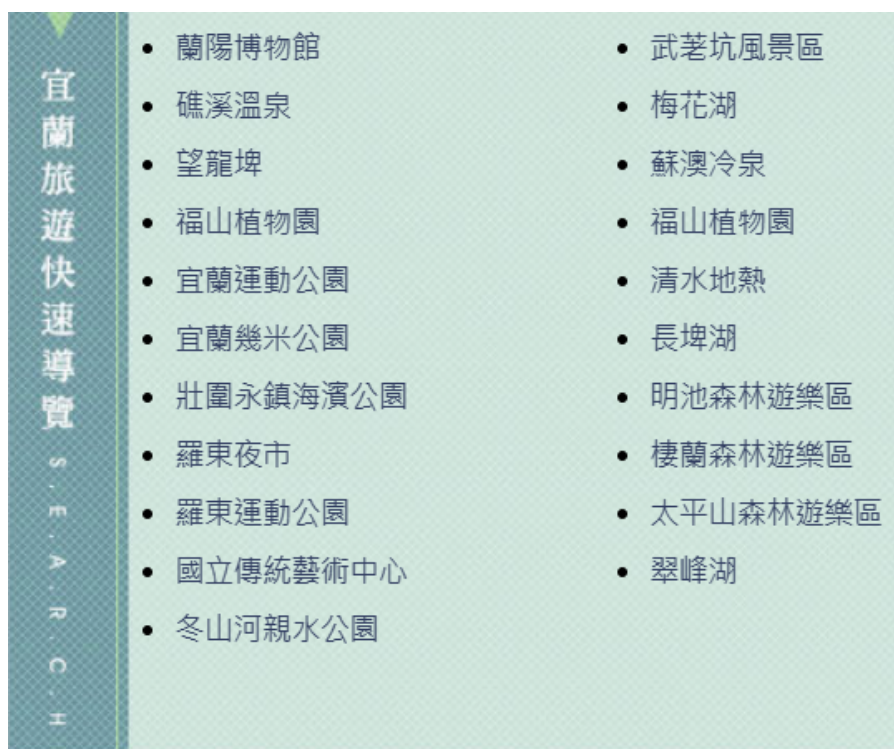 宜蘭旅遊快速導覽 S.E.A.R.C.H
蘭陽博物館
礁溪溫泉
望龍埤
福山植物園
宜蘭運動公園
宜蘭幾米公園
壯圍永鎮海濱公園
羅東夜市
羅東運動公園
國立傳統藝術中心
冬山河親水公園
武荖坑風景區
梅花湖
蘇澳冷泉
福山植物園
清水地熱
長埤湖
明池森林遊樂區
棲蘭森林遊樂區
太平山森林遊樂區
翠峰湖